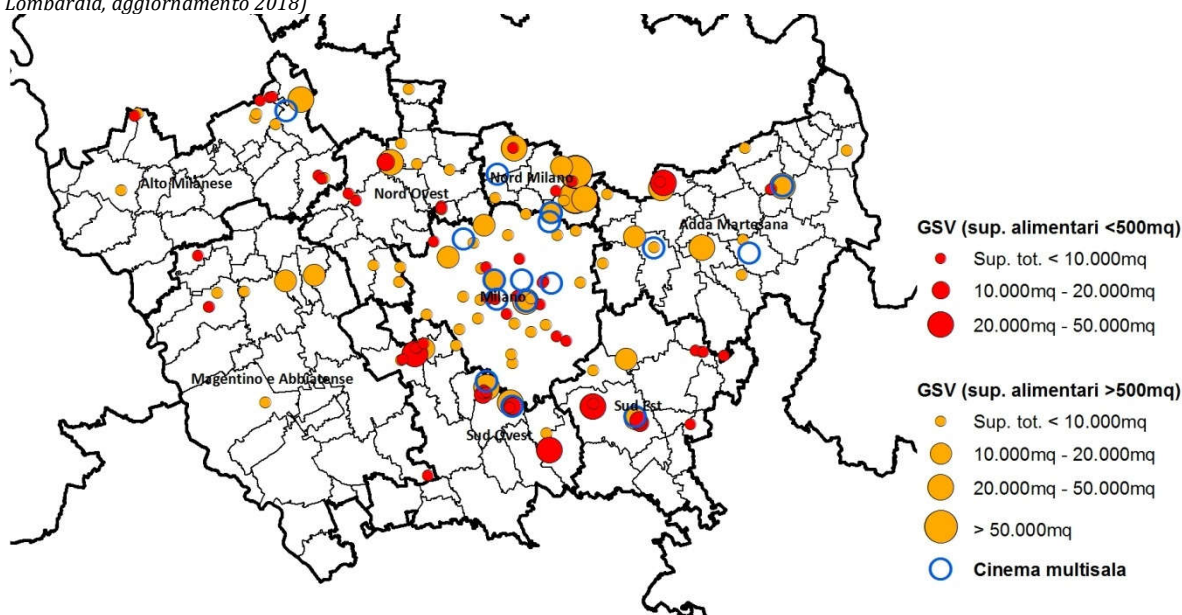 Lombardia, aggiornamento 2018)
Alto Milanese
Nord Ovest
Nord Milano
Adda Martesana
Milano
Magentino e Abbiatense
Sud Ovest
Sud Est
GSV (sup. alimentari <500mq)
Sup. tot. < 10.000mq
10.000mq - 20.000mq
20.000mq - 50.000mq
GSV (sup. alimentari >500mq)
Sup. tot. < 10.000mq
10.000mq - 20.000mq
20.000mq - 50.000mq
> 50.000mq
Cinema multisala